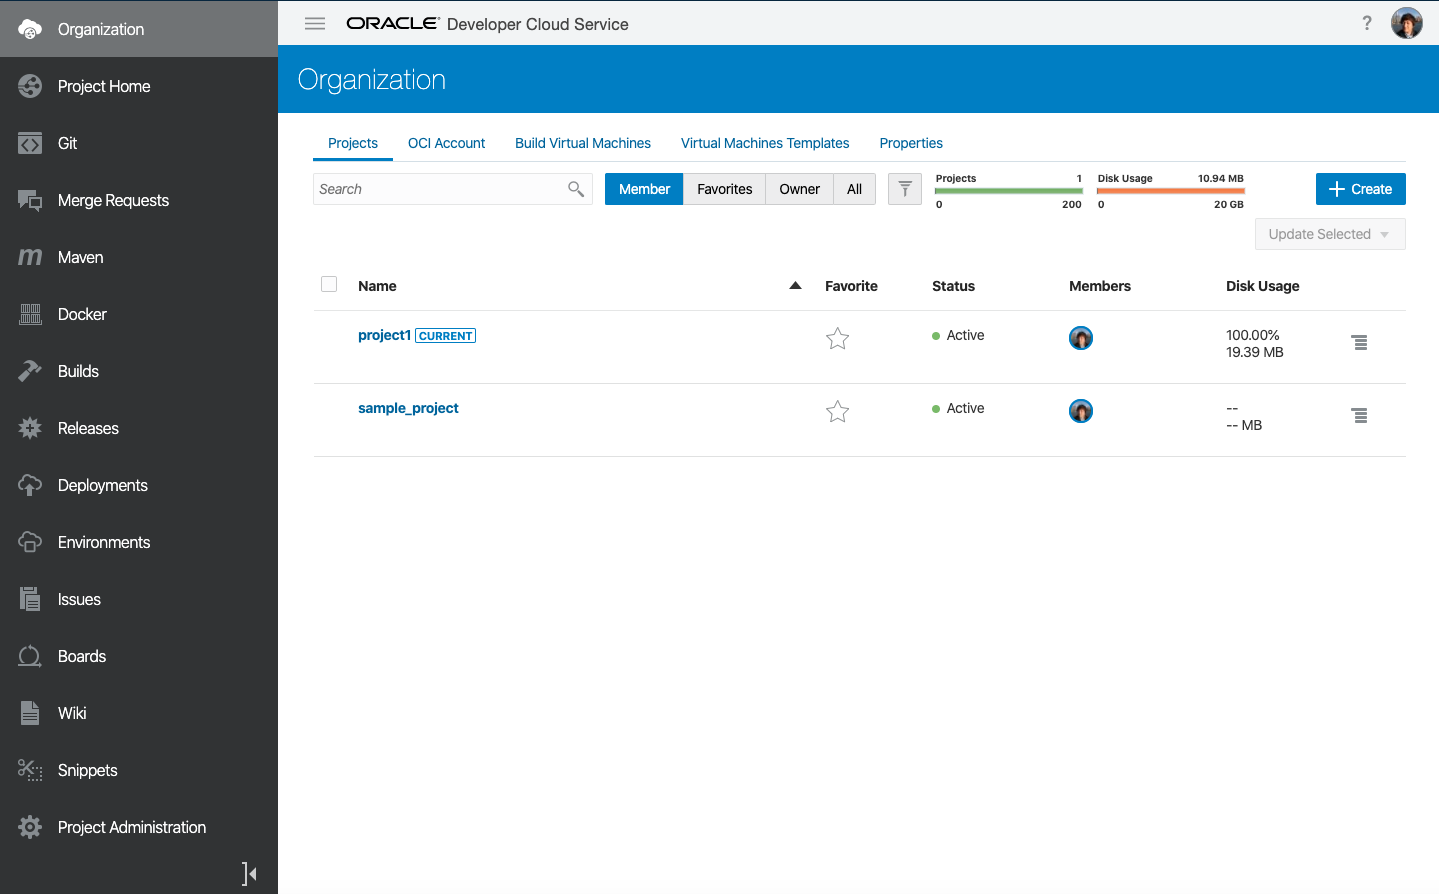 Organization
Project Home
Git
Merge Requests
Maven
Docker
Builds
Releases
Deployments
Environments
Issues
Boards
Wiki
Snippets
Project Administration
ORACLE® Developer Cloud Service
?
Organization
Projects OCI Account Build Virtual Machines Virtual Machines Templates Properties
Search Member Favorites Owner All
Projects 1
0 200
Disk Usage 10.94 MB
0 20 GB
+ Create
Update Selected
Name Favorite Status Members Disk Usage
project1 CURRENT Active 100.00%
19.39 MB
sample_project Active --
-- MB